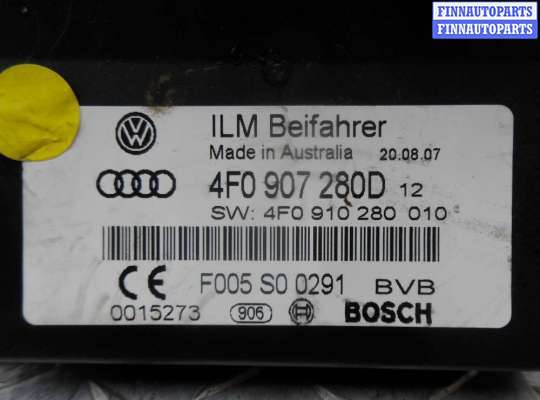 FINNAUTOPARTS
FINNAUTOPARTS
ILM Beifahrer
Made in Australia 20.08.07
4F0 907 280D 12
SW: 4F0 910 280 010
F005 S0 0291 BVB
0015273 906 BOSCH